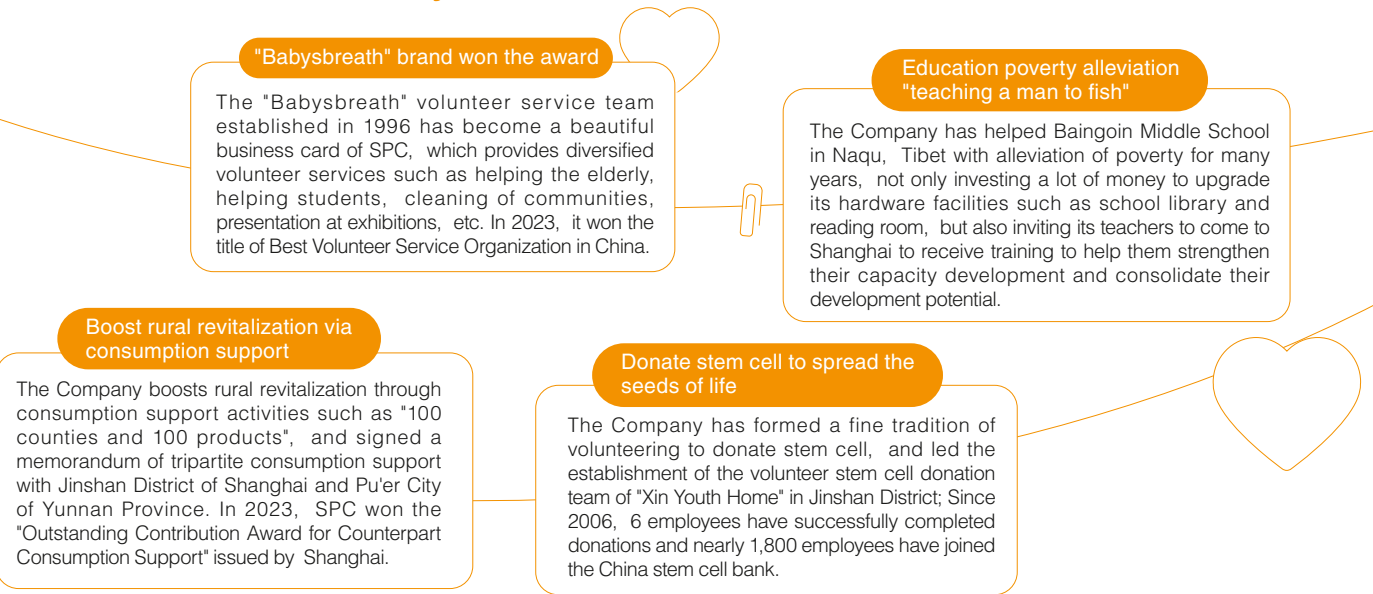 "Babysbreath" brand won the award
The "Babysbreath" volunteer service team
established in 1996 has become a beautiful
business card of SPC, which provides diversified
volunteer services such as helping the elderly,
helping students, cleaning of communities,
presentation at exhibitions, etc. In 2023, it won the
title of Best Volunteer Service Organization in China.
Education poverty alleviation
"teaching a man to fish"
The Company has helped Baingoin Middle School
in Naqu, Tibet with alleviation of poverty for many
years, not only investing a lot of money to upgrade
its hardware facilities such as school library and
reading room, but also inviting its teachers to come to
Shanghai to receive training to help them strengthen
their capacity development and consolidate their
development potential.
Boost rural revitalization via
consumption support
The Company boosts rural revitalization through
consumption support activities such as "100
counties and 100 products", and signed a
memorandum of tripartite consumption support
with Jinshan District of Shanghai and Pu'er City
of Yunnan Province. In 2023, SPC won the
"Outstanding Contribution Award for Counterpart
Consumption Support" issued by Shanghai.
Donate stem cell to spread the
seeds of life
The Company has formed a fine tradition of
volunteering to donate stem cell, and led the
establishment of the volunteer stem cell donation
team of "Xin Youth Home" in Jinshan District; Since
2006, 6 employees have successfully completed
donations and nearly 1,800 employees have joined
the China stem cell bank.